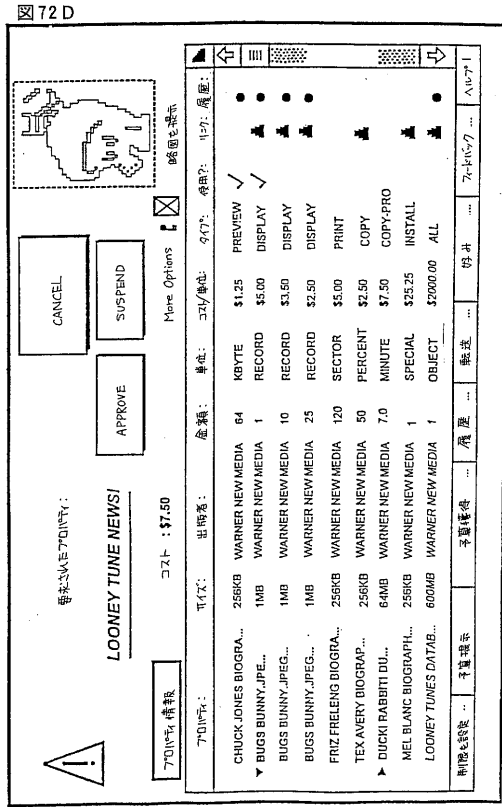 図72D
要求されたプロパティ:
LOONEY TUNE NEWS!
コスト : $7.50
プロパティ情報
CANCEL
APPROVE
SUSPEND
More Options
略図を提示
プロパティ: サイズ: 出版者: 金額: 単位: コスト/単位: タイプ: 使用?: リンク: 履歴:
CHUCK JONES BIOGRA... 256KB WARNER NEW MEDIA 64 KBYTE $1.25 PREVIEW ✓ ●
▼ BUGS BUNNY.JPE... 1MB WARNER NEW MEDIA 1 RECORD $5.00 DISPLAY ✓ ●
BUGS BUNNY.JPEG... 1MB WARNER NEW MEDIA 10 RECORD $3.50 DISPLAY ●
BUGS BUNNY.JPEG... 1MB WARNER NEW MEDIA 25 RECORD $2.50 DISPLAY ●
FRIZ FRELENG BIOGRA... 256KB WARNER NEW MEDIA 120 SECTOR $5.00 PRINT
TEX AVERY BIOGRAP... 256KB WARNER NEW MEDIA 50 PERCENT $2.50 COPY
▶ DUCKI RABBITI DU... 64MB WARNER NEW MEDIA 7.0 MINUTE $7.50 COPY-PRO
MEL BLANC BIOGRAPH... 256KB WARNER NEW MEDIA 1 SPECIAL $25.25 INSTALL
LOONEY TUNES DATAB... 600MB WARNER NEW MEDIA 1 OBJECT $2000.00 ALL ●
制限を設定 ... 予算提示 予算獲得 ... 履歴 ... 転送 ... 好み ... フィードバック ... ヘルプ!